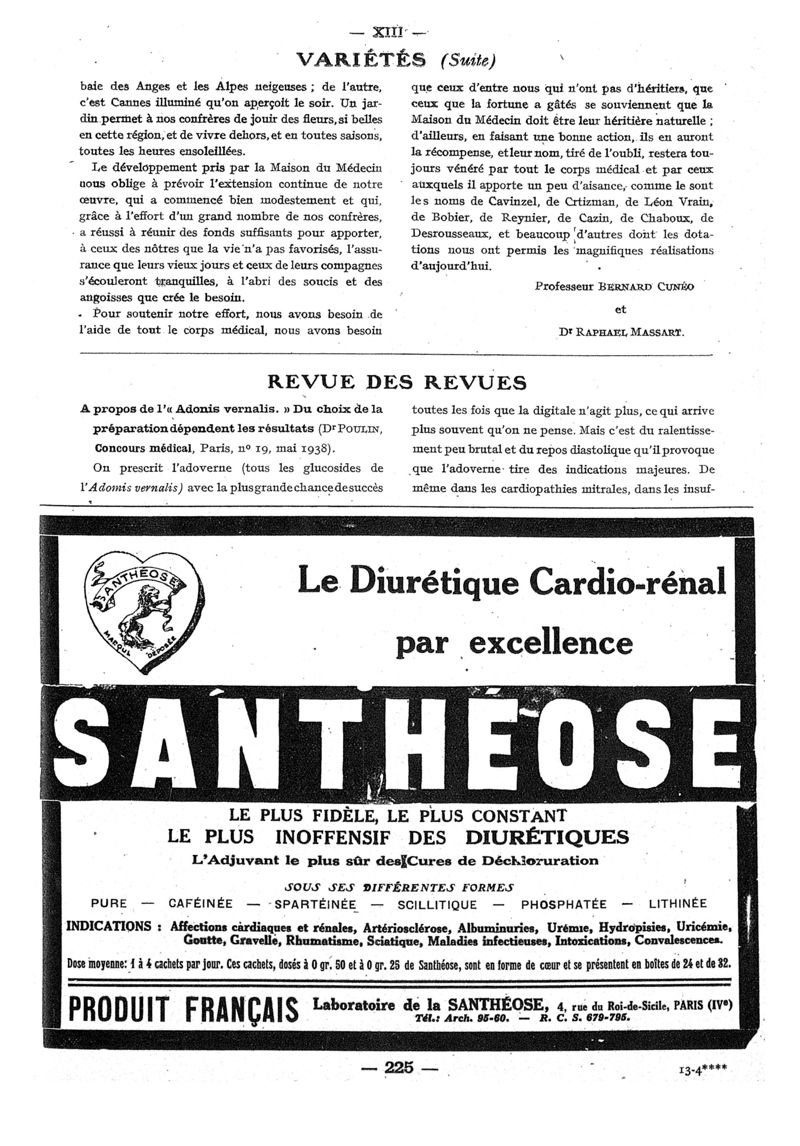 — XIII —
VARIÉTÉS (Suite)
baie des Anges et les Alpes neigeuses ; de l'autre,
c'est Cannes illuminé qu'on aperçoit le soir. Un jar-
din permet à nos confrères de jouir des fleurs, si belles
en cette région, et de vivre dehors, et en toutes saisons,
toutes les heures ensoleillées.
Le développement pris par la Maison du Médecin
nous oblige à prévoir l'extension continue de notre
œuvre, qui a commencé bien modestement et qui,
grâce à l'effort d'un grand nombre de nos confrères,
a réussi à réunir des fonds suffisants pour apporter,
à ceux des nôtres que la vie n'a pas favorisés, l'assu-
rance que leurs vieux jours et ceux de leurs compagnes
s'écouleront tranquilles, à l'abri des soucis et des
angoisses que crée le besoin.
Pour soutenir notre effort, nous avons besoin de
l'aide de tout le corps médical, nous avons besoin
que ceux d'entre nous qui n'ont pas d'héritiers, que
ceux que la fortune a gâtés se souviennent que la
Maison du Médecin doit être leur héritière naturelle ;
d'ailleurs, en faisant une bonne action, ils en auront
la récompense, et leur nom, tiré de l'oubli, restera tou-
jours vénéré par tout le corps médical et par ceux
auxquels il apporte un peu d'aisance, comme le sont
les noms de Cavinzel, de Crtizman, de Léon Vrain,
de Bobier, de Reynier, de Cazin, de Chaboux, de
Desrousseaux, et beaucoup d'autres dont les dota-
tions nous ont permis les magnifiques réalisations
d'aujourd'hui.
Professeur BERNARD CUNÉO
et
Dr RAPHAEL MASSART.
REVUE DES REVUES
A propos de l'« Adonis vernalis. » Du choix de la
préparation dépendent les résultats (Dr POULIN,
Concours médical, Paris, nº 19, mai 1938).
On prescrit l'adoverne (tous les glucosides de
l'Adomis vernalis) avec la plus grande chance de succès
toutes les fois que la digitale n'agit plus, ce qui arrive
plus souvent qu'on ne pense. Mais c'est du ralentisse-
ment peu brutal et du repos diastolique qu'il provoque
que l'adoverne tire des indications majeures. De
même dans les cardiopathies mitrales, dans les insuf-
SANTHÉOSE
MARQUE DÉPOSÉE
Le Diurétique Cardio-rénal
par excellence
SANTHÉOSE
LE PLUS FIDÈLE, LE PLUS CONSTANT
LE PLUS INOFFENSIF DES DIURÉTIQUES
L'Adjuvant le plus sûr des Cures de Déchloruration
SOUS SES DIFFÉRENTES FORMES
PURE — CAFÉINÉE — SPARTÉINÉE — SCILLITIQUE — PHOSPHATÉE — LITHINÉE
INDICATIONS : Affections cardiaques et rénales, Artériosclérose, Albuminuries, Urémie, Hydropisies, Uricémie,
Goutte, Gravelle, Rhumatisme, Sciatique, Maladies infectieuses, Intoxications, Convalescences.
Dose moyenne: 1 à 4 cachets par jour. Ces cachets, dosés à 0 gr. 50 et à 0 gr. 25 de Santhéose, sont en forme de cœur et se présentent en boîtes de 24 et de 32.
PRODUIT FRANÇAIS
Laboratoire de la SANTHÉOSE, 4, rue du Roi-de-Sicile, PARIS (IVe)
Tél.: Arch. 95-60. — R. C. S. 679-795.
— 225 —
13-4****